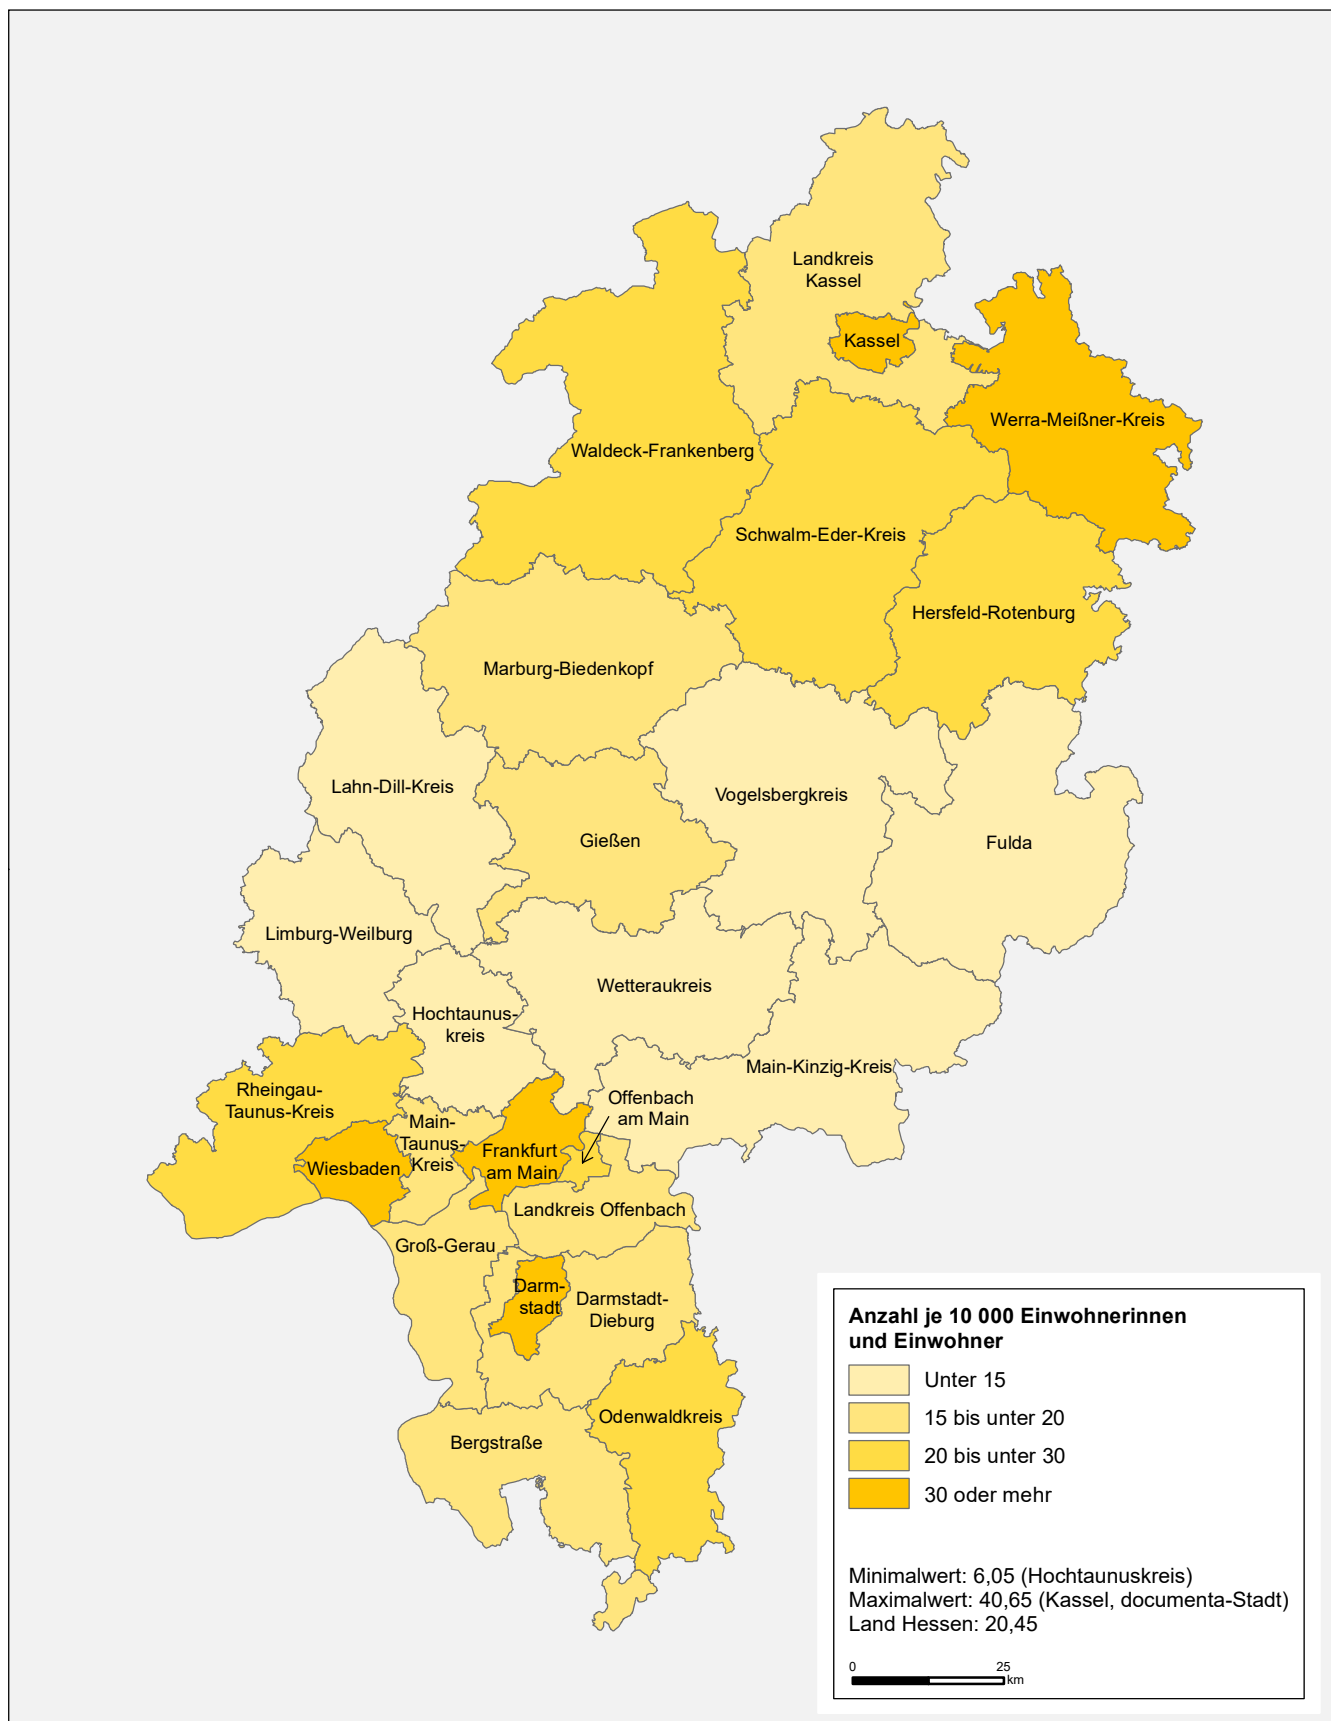 Landkreis
Kassel
Kassel
Werra-Meißner-Kreis
Waldeck-Frankenberg
Schwalm-Eder-Kreis
Hersfeld-Rotenburg
Marburg-Biedenkopf
Lahn-Dill-Kreis
Vogelsbergkreis
Gießen
Fulda
Limburg-Weilburg
Wetteraukreis
Hochtaunus-
kreis
Main-Kinzig-Kreis
Rheingau-
Taunus-Kreis
Offenbach
am Main
Main-
Taunus-
Kreis
Frankfurt
am Main
Wiesbaden
Landkreis Offenbach
Groß-Gerau
Darm-
stadt
Darmstadt-
Dieburg
Odenwaldkreis
Bergstraße
Anzahl je 10 000 Einwohnerinnen
und Einwohner
Unter 15
15 bis unter 20
20 bis unter 30
30 oder mehr
Minimalwert: 6,05 (Hochtaunuskreis)
Maximalwert: 40,65 (Kassel, documenta-Stadt)
Land Hessen: 20,45
0 25
km